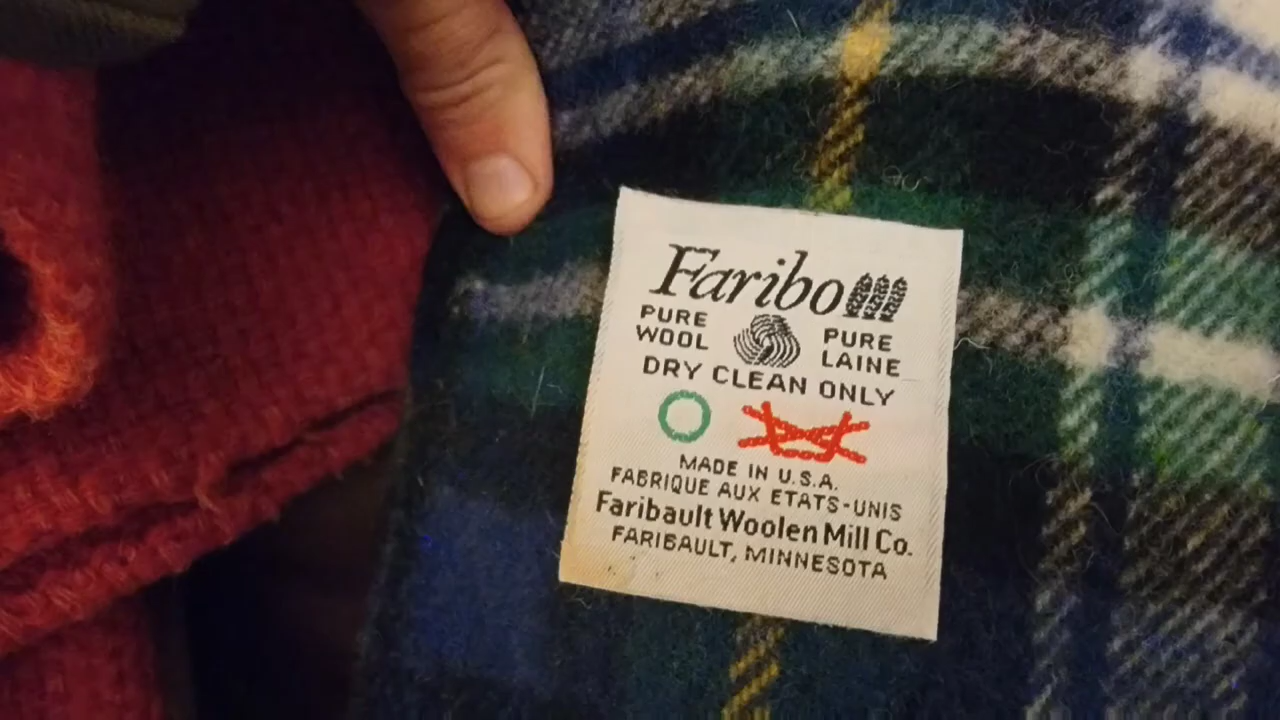 Faribo
PURE WOOL
PURE LAINE
DRY CLEAN ONLY
MADE IN U.S.A.
FABRIQUE AUX ETATS-UNIS
Faribault Woolen Mill Co.
FARIBAULT, MINNESOTA